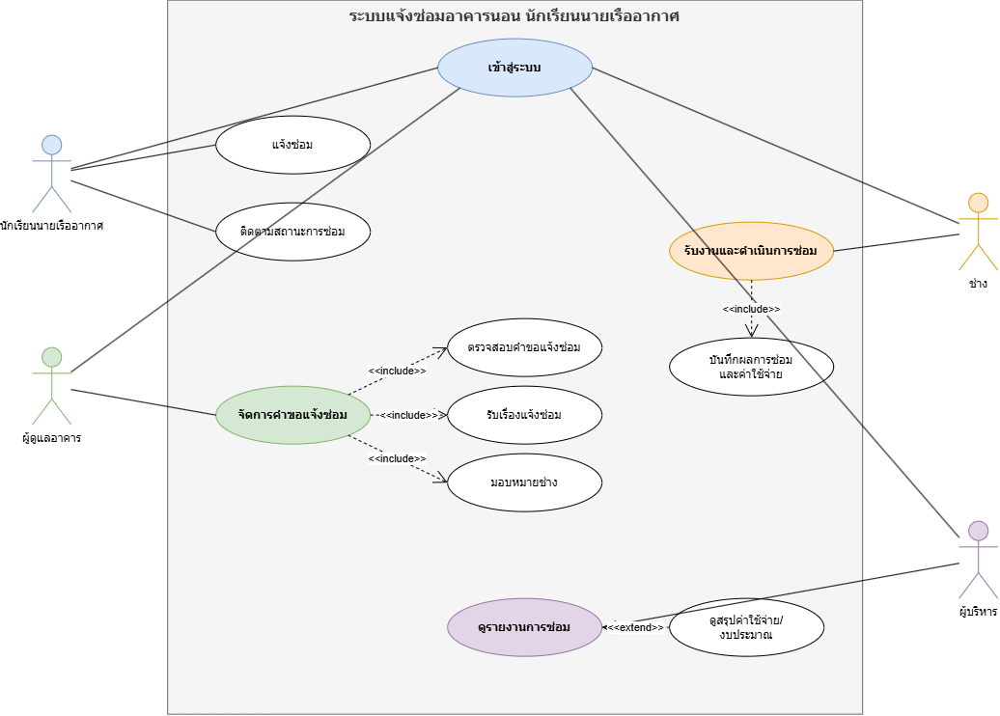 ระบบแจ้งซ่อมอาคารนอน นักเรียนนายเรืออากาศ
เข้าสู่ระบบ
แจ้งซ่อม
นักเรียนนายเรืออากาศ
ติดตามสถานะการซ่อม
รับงานและดำเนินการซ่อม
ช่าง
<<include>>
ตรวจสอบคำขอแจ้งซ่อม
บันทึกผลการซ่อม
และค่าใช้จ่าย
<<include>>
จัดการคำขอแจ้งซ่อม
<<include>>
รับเรื่องแจ้งซ่อม
ผู้ดูแลอาคาร
<<include>>
มอบหมายช่าง
ผู้บริหาร
ดูรายงานการซ่อม
<<extend>>
ดูสรุปค่าใช้จ่าย/
งบประมาณ